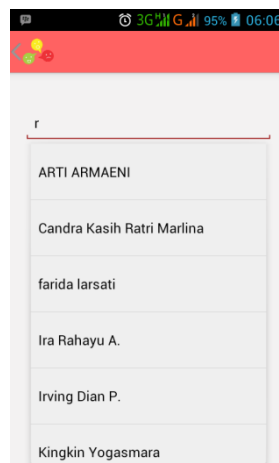 3G H G 95% 06:06
r
ARTI ARMAENI
Candra Kasih Ratri Marlina
farida larsati
Ira Rahayu A.
Irving Dian P.
Kingkin Yogasmara